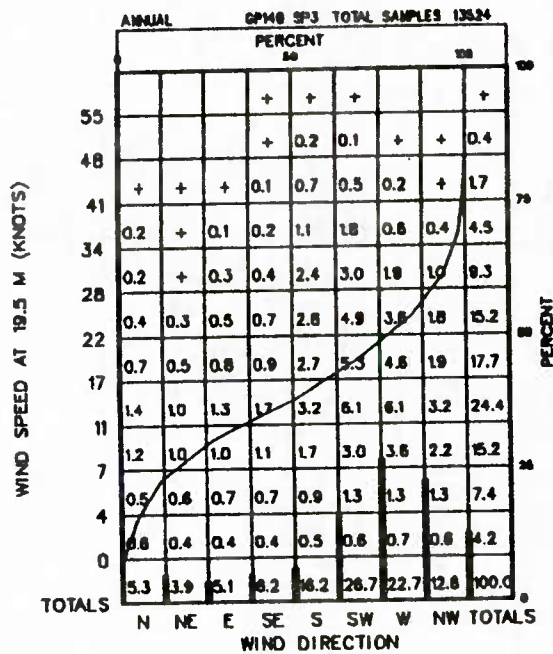 ANNUAL GP149 SP3 TOTAL SAMPLES 13524
PERCENT
0 50 100
100
+ + + +
55
+ 0.2 0.1 + + 0.4
48
+ + + 0.1 0.7 0.5 0.2 + 1.7
41 75
0.2 + 0.1 0.2 1.1 1.8 0.6 0.4 4.5
34
0.2 + 0.3 0.4 2.4 3.0 1.9 1.0 9.3
28
0.4 0.3 0.5 0.7 2.6 4.9 3.6 1.8 15.2
22
0.7 0.5 0.6 0.9 2.7 5.3 4.6 1.9 17.7
17
1.4 1.0 1.3 1.7 3.2 6.1 6.1 3.2 24.4
11
1.2 1.0 1.0 1.1 1.7 3.0 3.6 2.2 15.2
7 25
0.5 0.6 0.7 0.7 0.9 1.3 1.3 1.3 7.4
4
0.6 0.4 0.4 0.4 0.5 0.6 0.7 0.6 4.2
0
5.3 3.9 5.1 6.2 16.2 26.7 22.7 12.6 100.0
TOTALS 0
N NE E SE S SW W NW TOTALS
WIND DIRECTION
WIND SPEED AT 19.5 M (KNOTS)
PERCENT